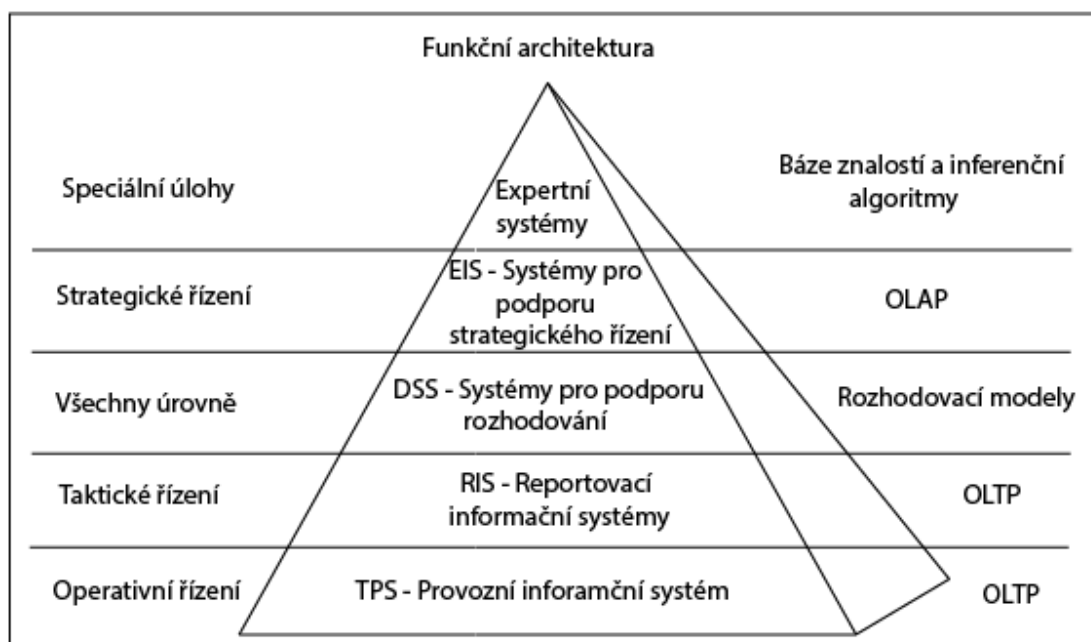 Funkční architektura
Speciální úlohy
Expertní
systémy
Báze znalostí a inferenční
algoritmy
Strategické řízení
EIS - Systémy pro
podporu
strategického řízení
OLAP
Všechny úrovně
DSS - Systémy pro podporu
rozhodování
Rozhodovací modely
Taktické řízení
RIS - Reportovací
informační systémy
OLTP
Operativní řízení
TPS - Provozní inforamční systém
OLTP